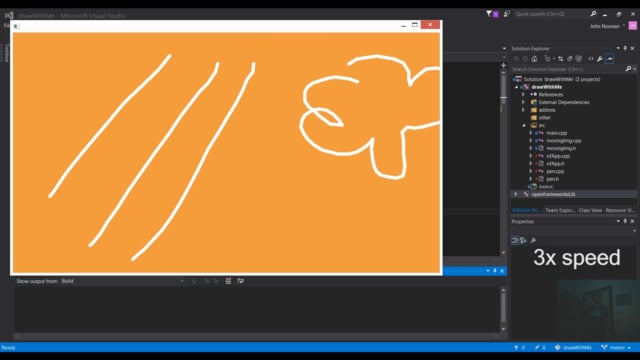 drawWithMe - Microsoft Visual Studio
Quick Launch (Ctrl+Q)
John Noonan
Toolbox
Solution Explorer
Search Solution Explorer (Ctrl+;)
Solution 'drawWithMe' (2 projects)
drawWithMe
References
External Dependencies
addons
other
src
main.cpp
movingImg.cpp
movingImg.h
ofApp.cpp
ofApp.h
pen.cpp
pen.h
icon.rc
openframeworksLib
Solution Ex...
Team Explo...
Class View
Resource Vi...
Properties
3x speed
Show output from:
Build
Ready
0
8
drawWithMe
master